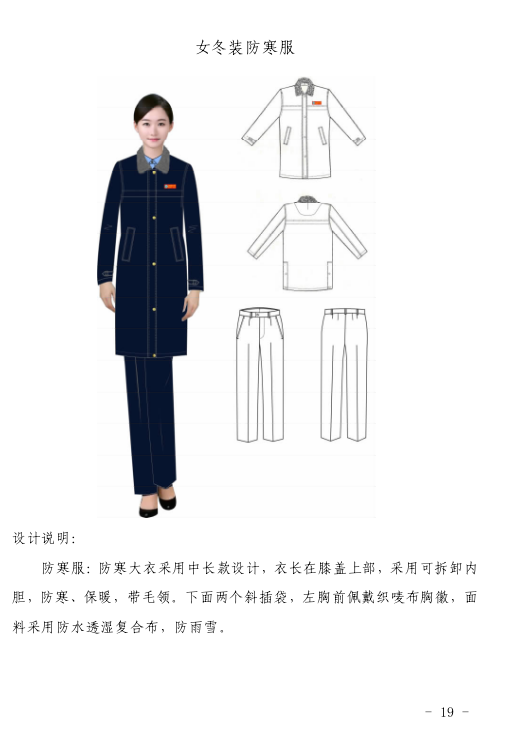 女冬装防寒服
设计说明：
防寒服：防寒大衣采用中长款设计，衣长在膝盖上部，采用可拆卸内
胆，防寒、保暖，带毛领。下面两个斜插袋，左胸前佩戴织唛布胸徽，面
料采用防水透湿复合布，防雨雪。
- 19 -